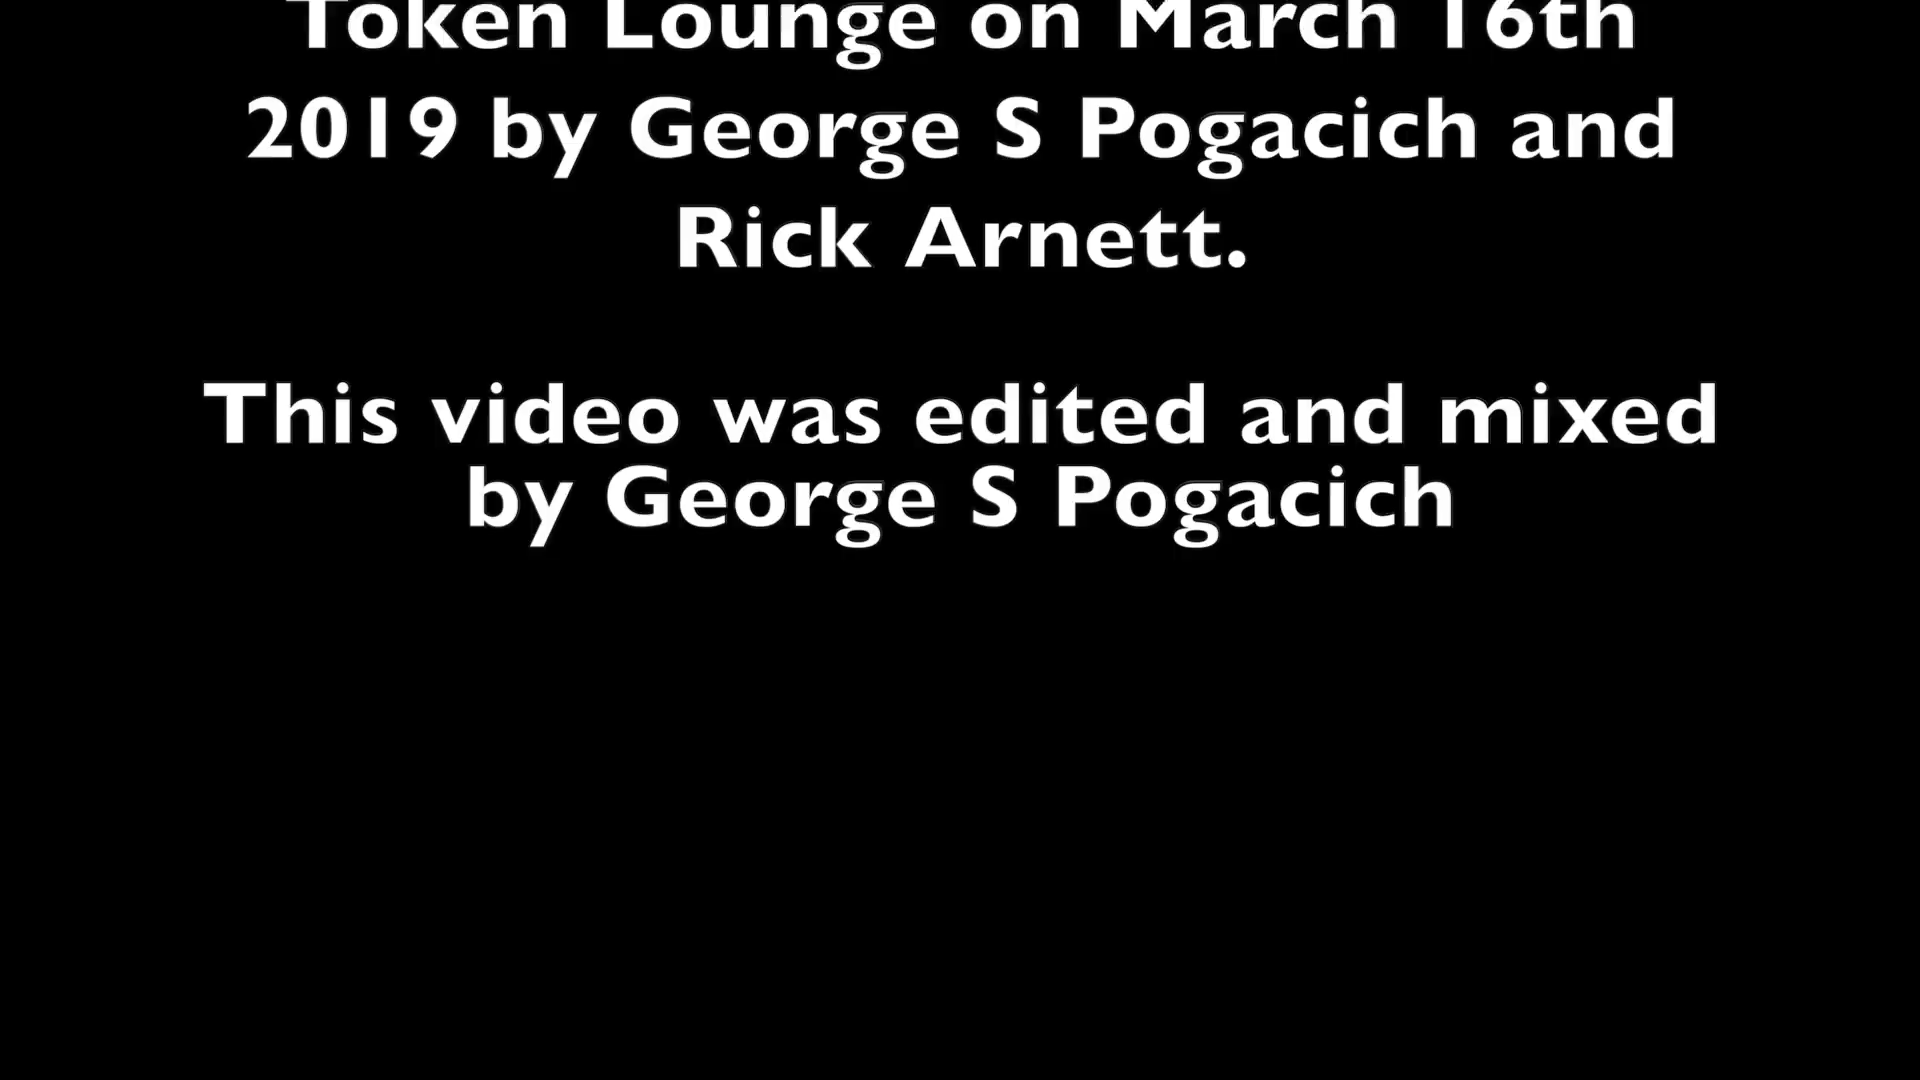 Token Lounge on March 16th
2019 by George S Pogacich and
Rick Arnett.
This video was edited and mixed
by George S Pogacich